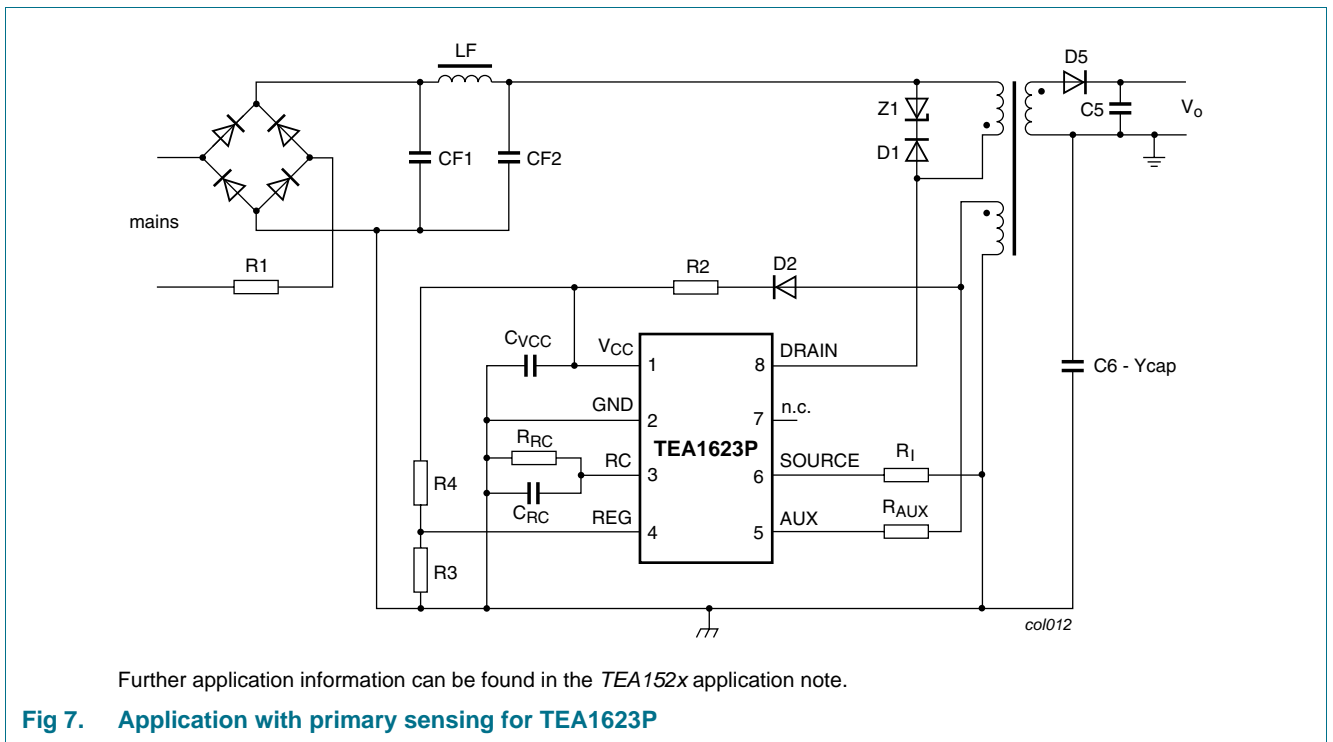 LF
D5
Z1
C5
Vo
D1
CF1
CF2
mains
R1
R2
D2
CVCC
VCC
1
8
DRAIN
C6 - Ycap
GND
2
7
n.c.
TEA1623P
RRC
RC
3
6
SOURCE
RI
R4
CRC
RAUX
REG
4
5
AUX
R3
col012
Further application information can be found in the TEA152x application note.
Fig 7. Application with primary sensing for TEA1623P